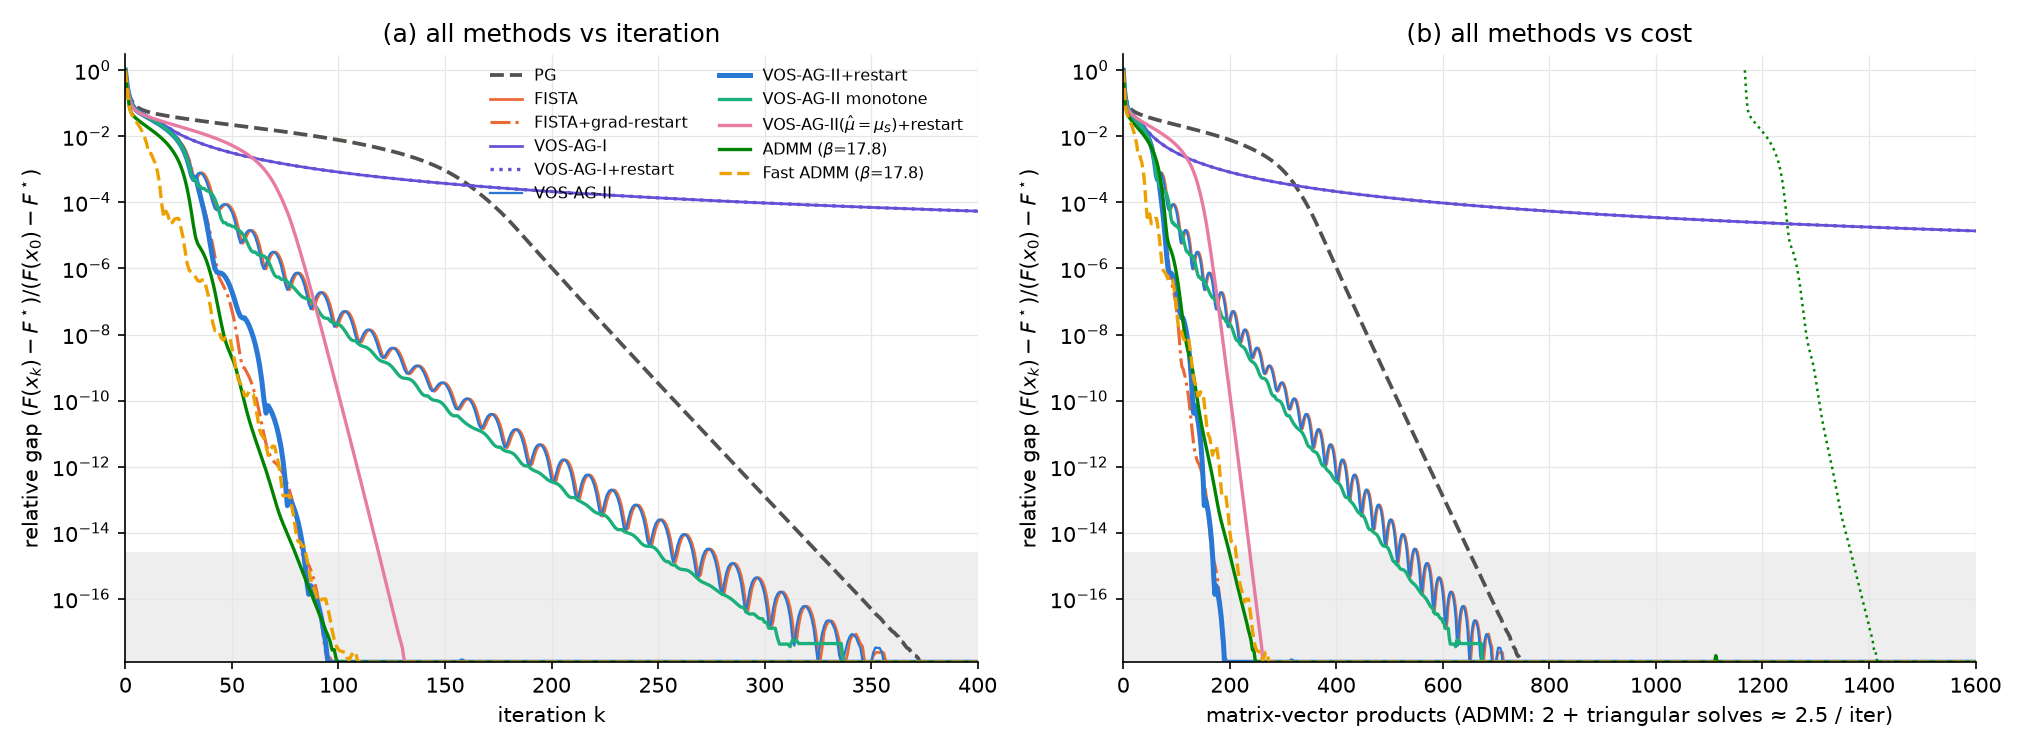 (a) all methods vs iteration
relative gap (F(x_k) − F⋆)/(F(x_0) − F⋆)
10^0
10^−2
10^−4
10^−6
10^−8
10^−10
10^−12
10^−14
10^−16
PG
FISTA
FISTA+grad-restart
VOS-AG-I
VOS-AG-I+restart
VOS-AG-II
VOS-AG-II+restart
VOS-AG-II monotone
VOS-AG-II(μ̂ = μ_s)+restart
ADMM (β=17.8)
Fast ADMM (β=17.8)
0 50 100 150 200 250 300 350 400
iteration k
(b) all methods vs cost
relative gap (F(x_k) − F⋆)/(F(x_0) − F⋆)
10^0
10^−2
10^−4
10^−6
10^−8
10^−10
10^−12
10^−14
10^−16
0 200 400 600 800 1000 1200 1400 1600
matrix-vector products (ADMM: 2 + triangular solves ≈ 2.5 / iter)